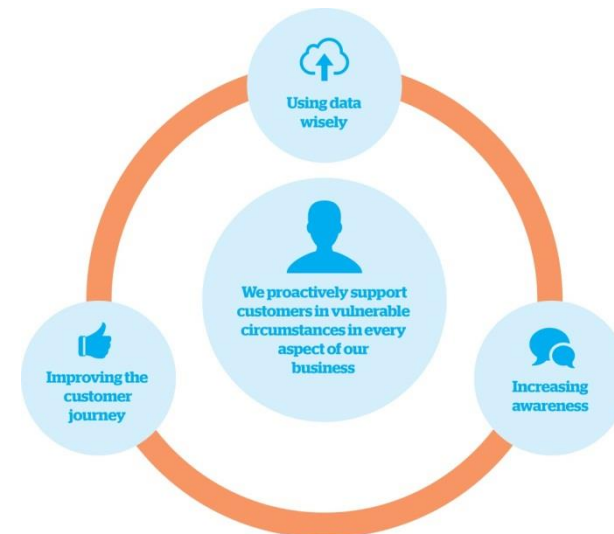 Using data
wisely
We proactively support
customers in vulnerable
circumstances in every
aspect of our
business
Improving the
customer
journey
Increasing
awareness